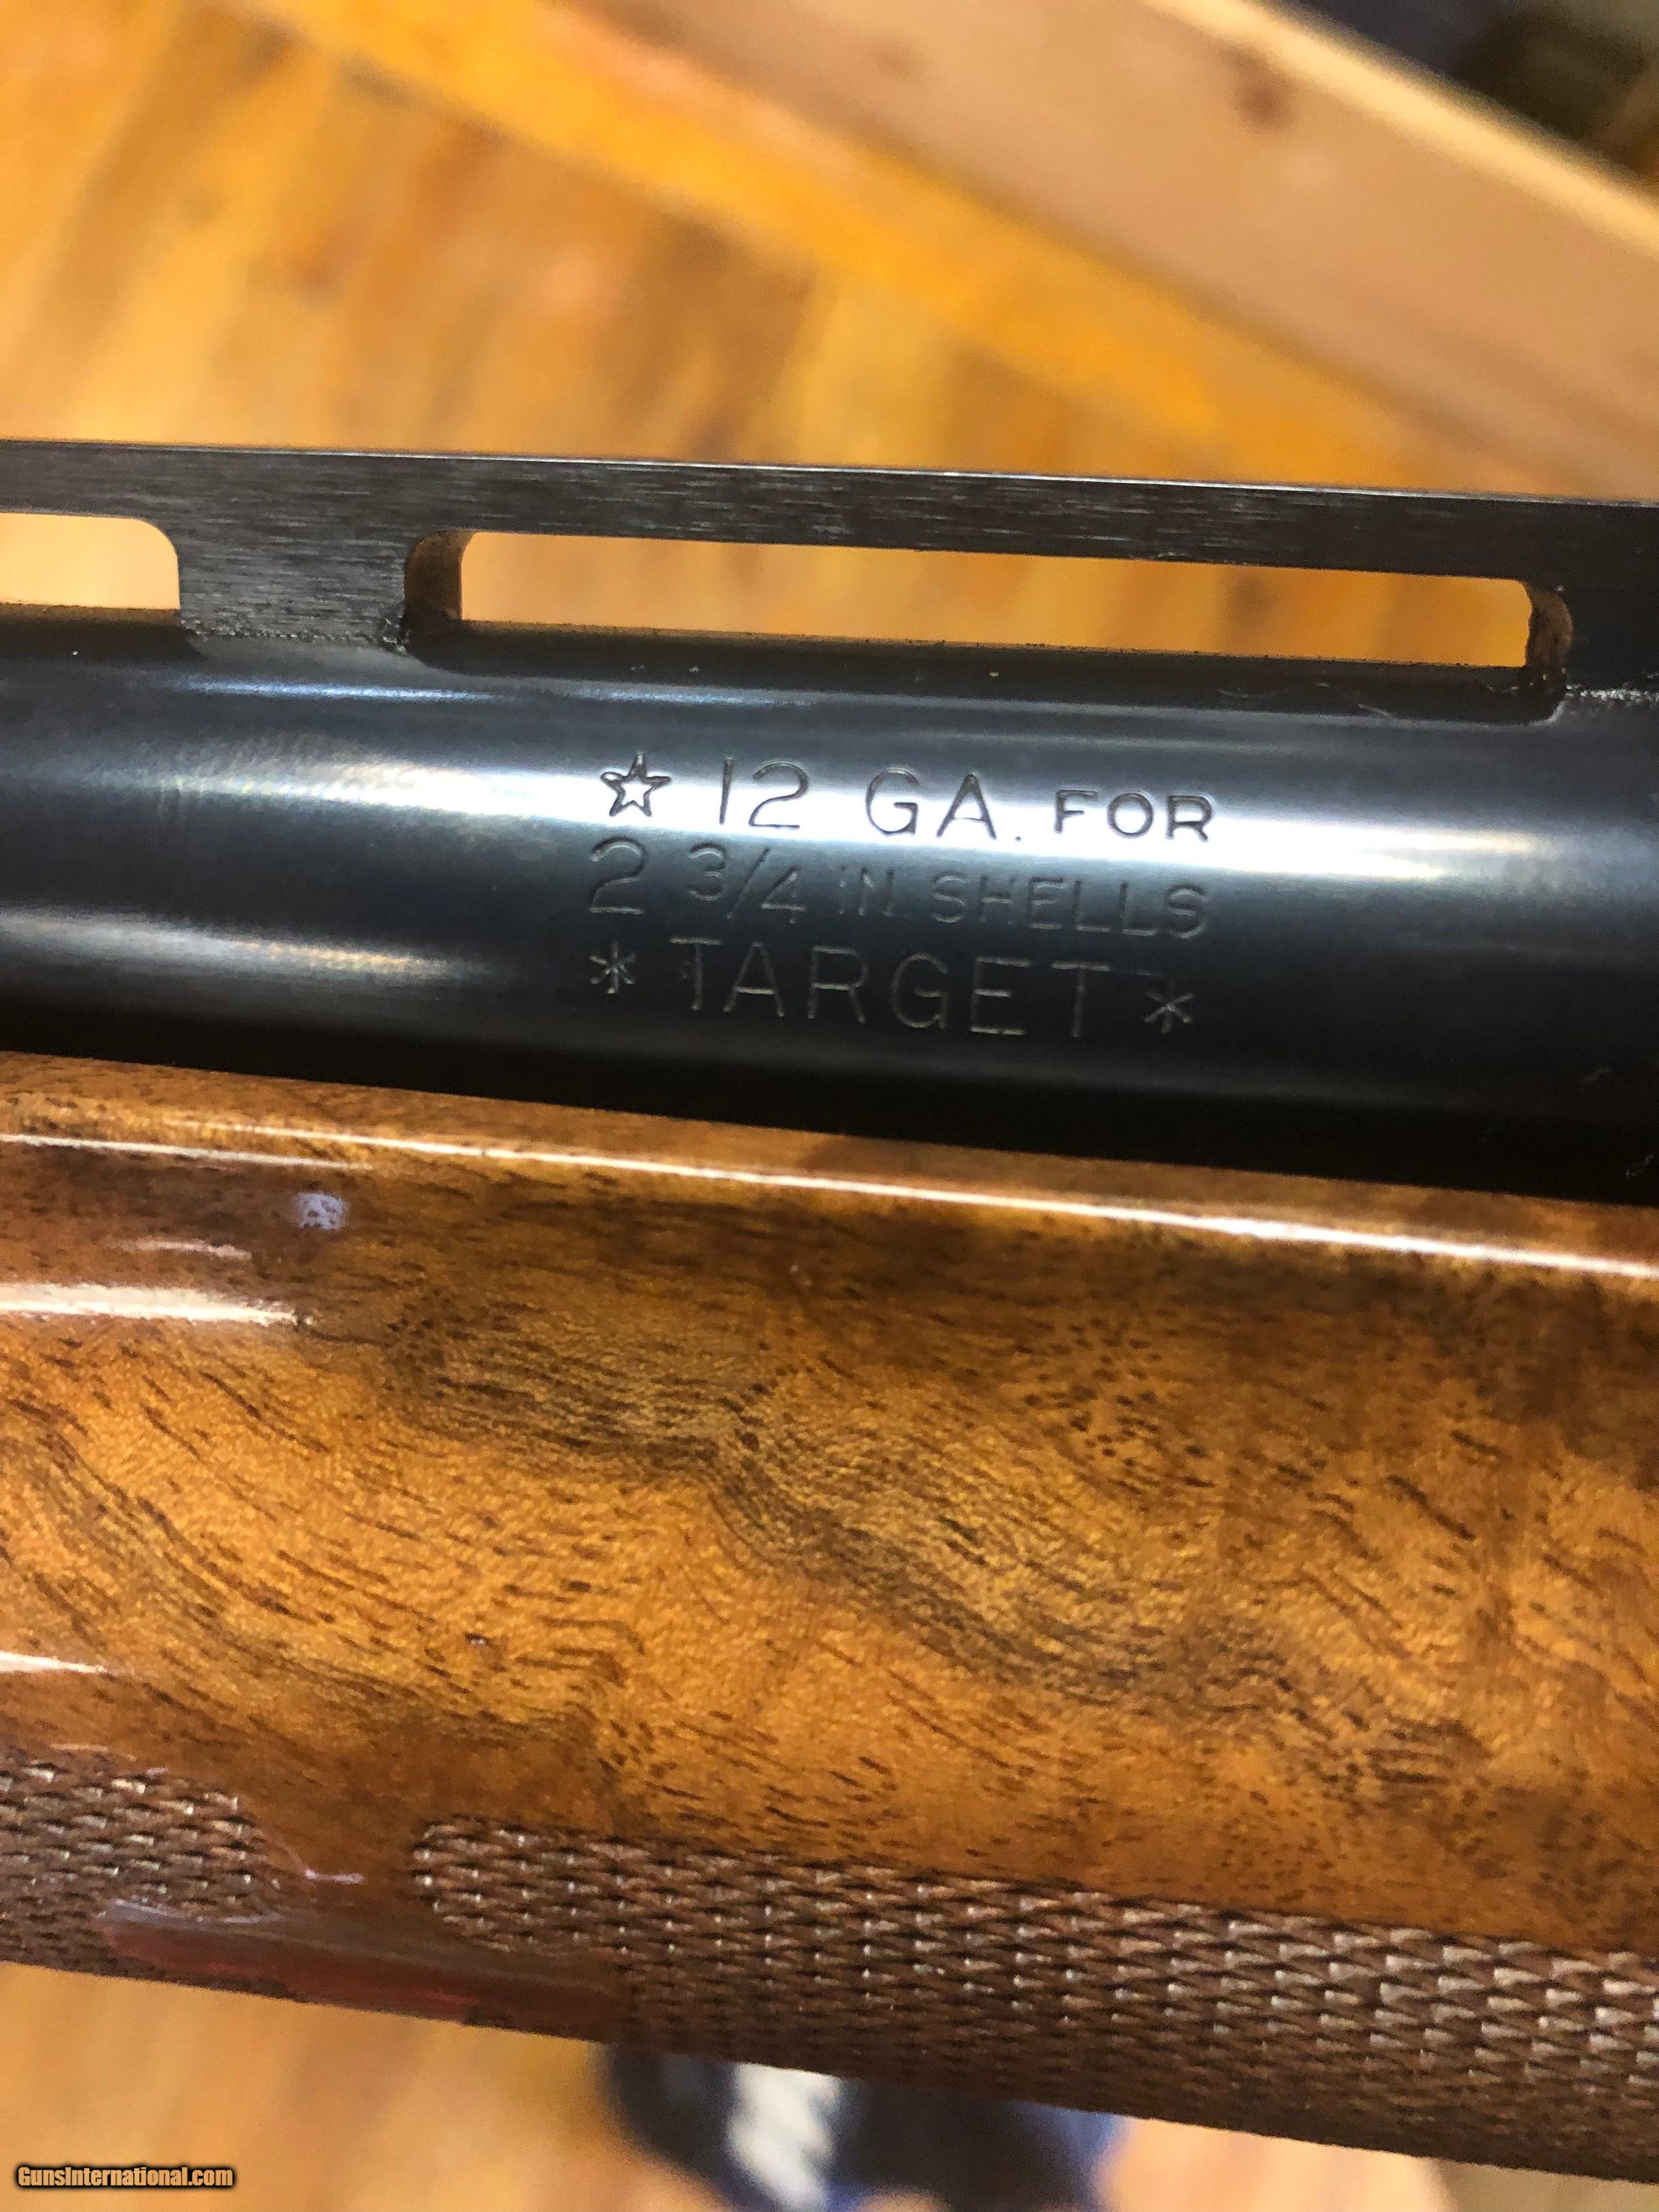 ☆ 12 GA. FOR
2 3/4 IN. SHELLS
* TARGET *
GunsInternational.com